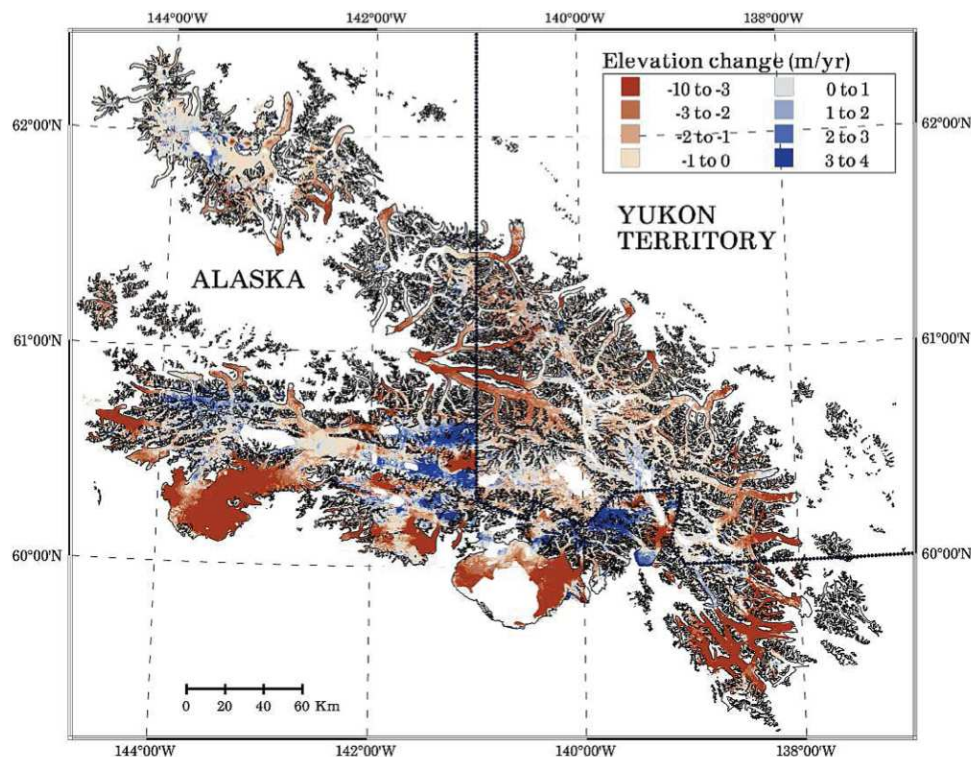 144°00'W 142°00'W 140°00'W 138°00'W
Elevation change (m/yr)
-10 to -3 0 to 1
-3 to -2 1 to 2
-2 to -1 2 to 3
-1 to 0 3 to 4
62°00'N 62°00'N
YUKON
TERRITORY
ALASKA
61°00'N 61°00'N
60°00'N 60°00'N
0 20 40 60 Km
144°00'W 142°00'W 140°00'W 138°00'W